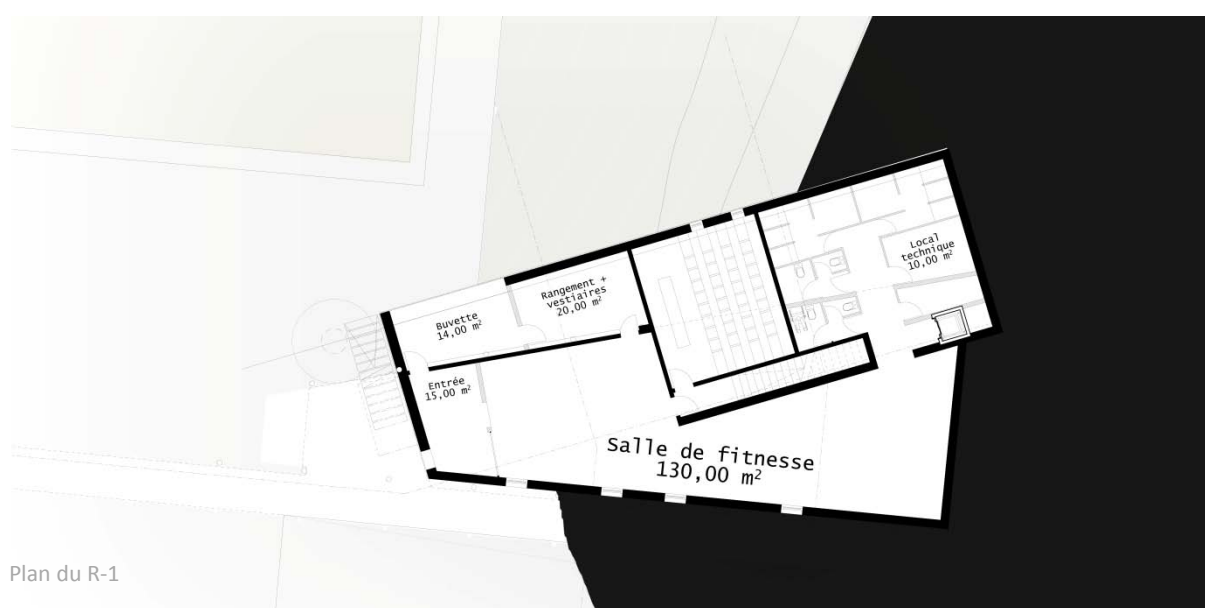 Local
technique
10,00 m²
Rangement +
vestiaires
20,00 m²
Buvette
14,00 m²
Entrée
15,00 m²
Salle de fitnesse
130,00 m²
Plan du R-1